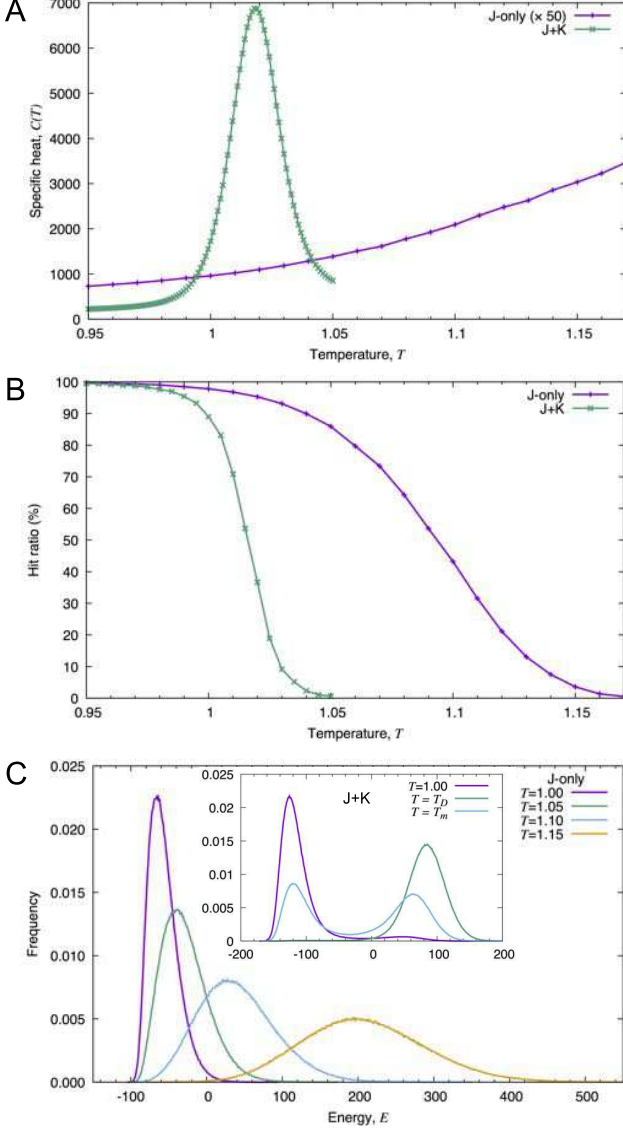 A
7000
6000
5000
4000
3000
2000
1000
0
Specific heat, C(T)
J-only (× 50)
J+K
0.95 1 1.05 1.1 1.15
Temperature, T
B
100
90
80
70
60
50
40
30
20
10
0
Hit ratio (%)
J-only
J+K
0.95 1 1.05 1.1 1.15
Temperature, T
C
0.025
0.020
0.015
0.010
0.005
0.000
Frequency
0.025
0.02
0.015
0.01
0.005
0
J+K
T=1.00
T = T_D
T = T_m
-200 -100 0 100 200
J-only
T=1.00
T=1.05
T=1.10
T=1.15
-100 0 100 200 300 400 500
Energy, E